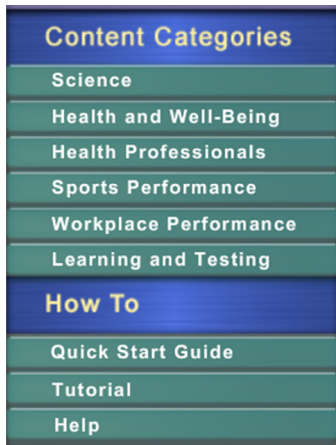 Content Categories
Science
Health and Well-Being
Health Professionals
Sports Performance
Workplace Performance
Learning and Testing
How To
Quick Start Guide
Tutorial
Help